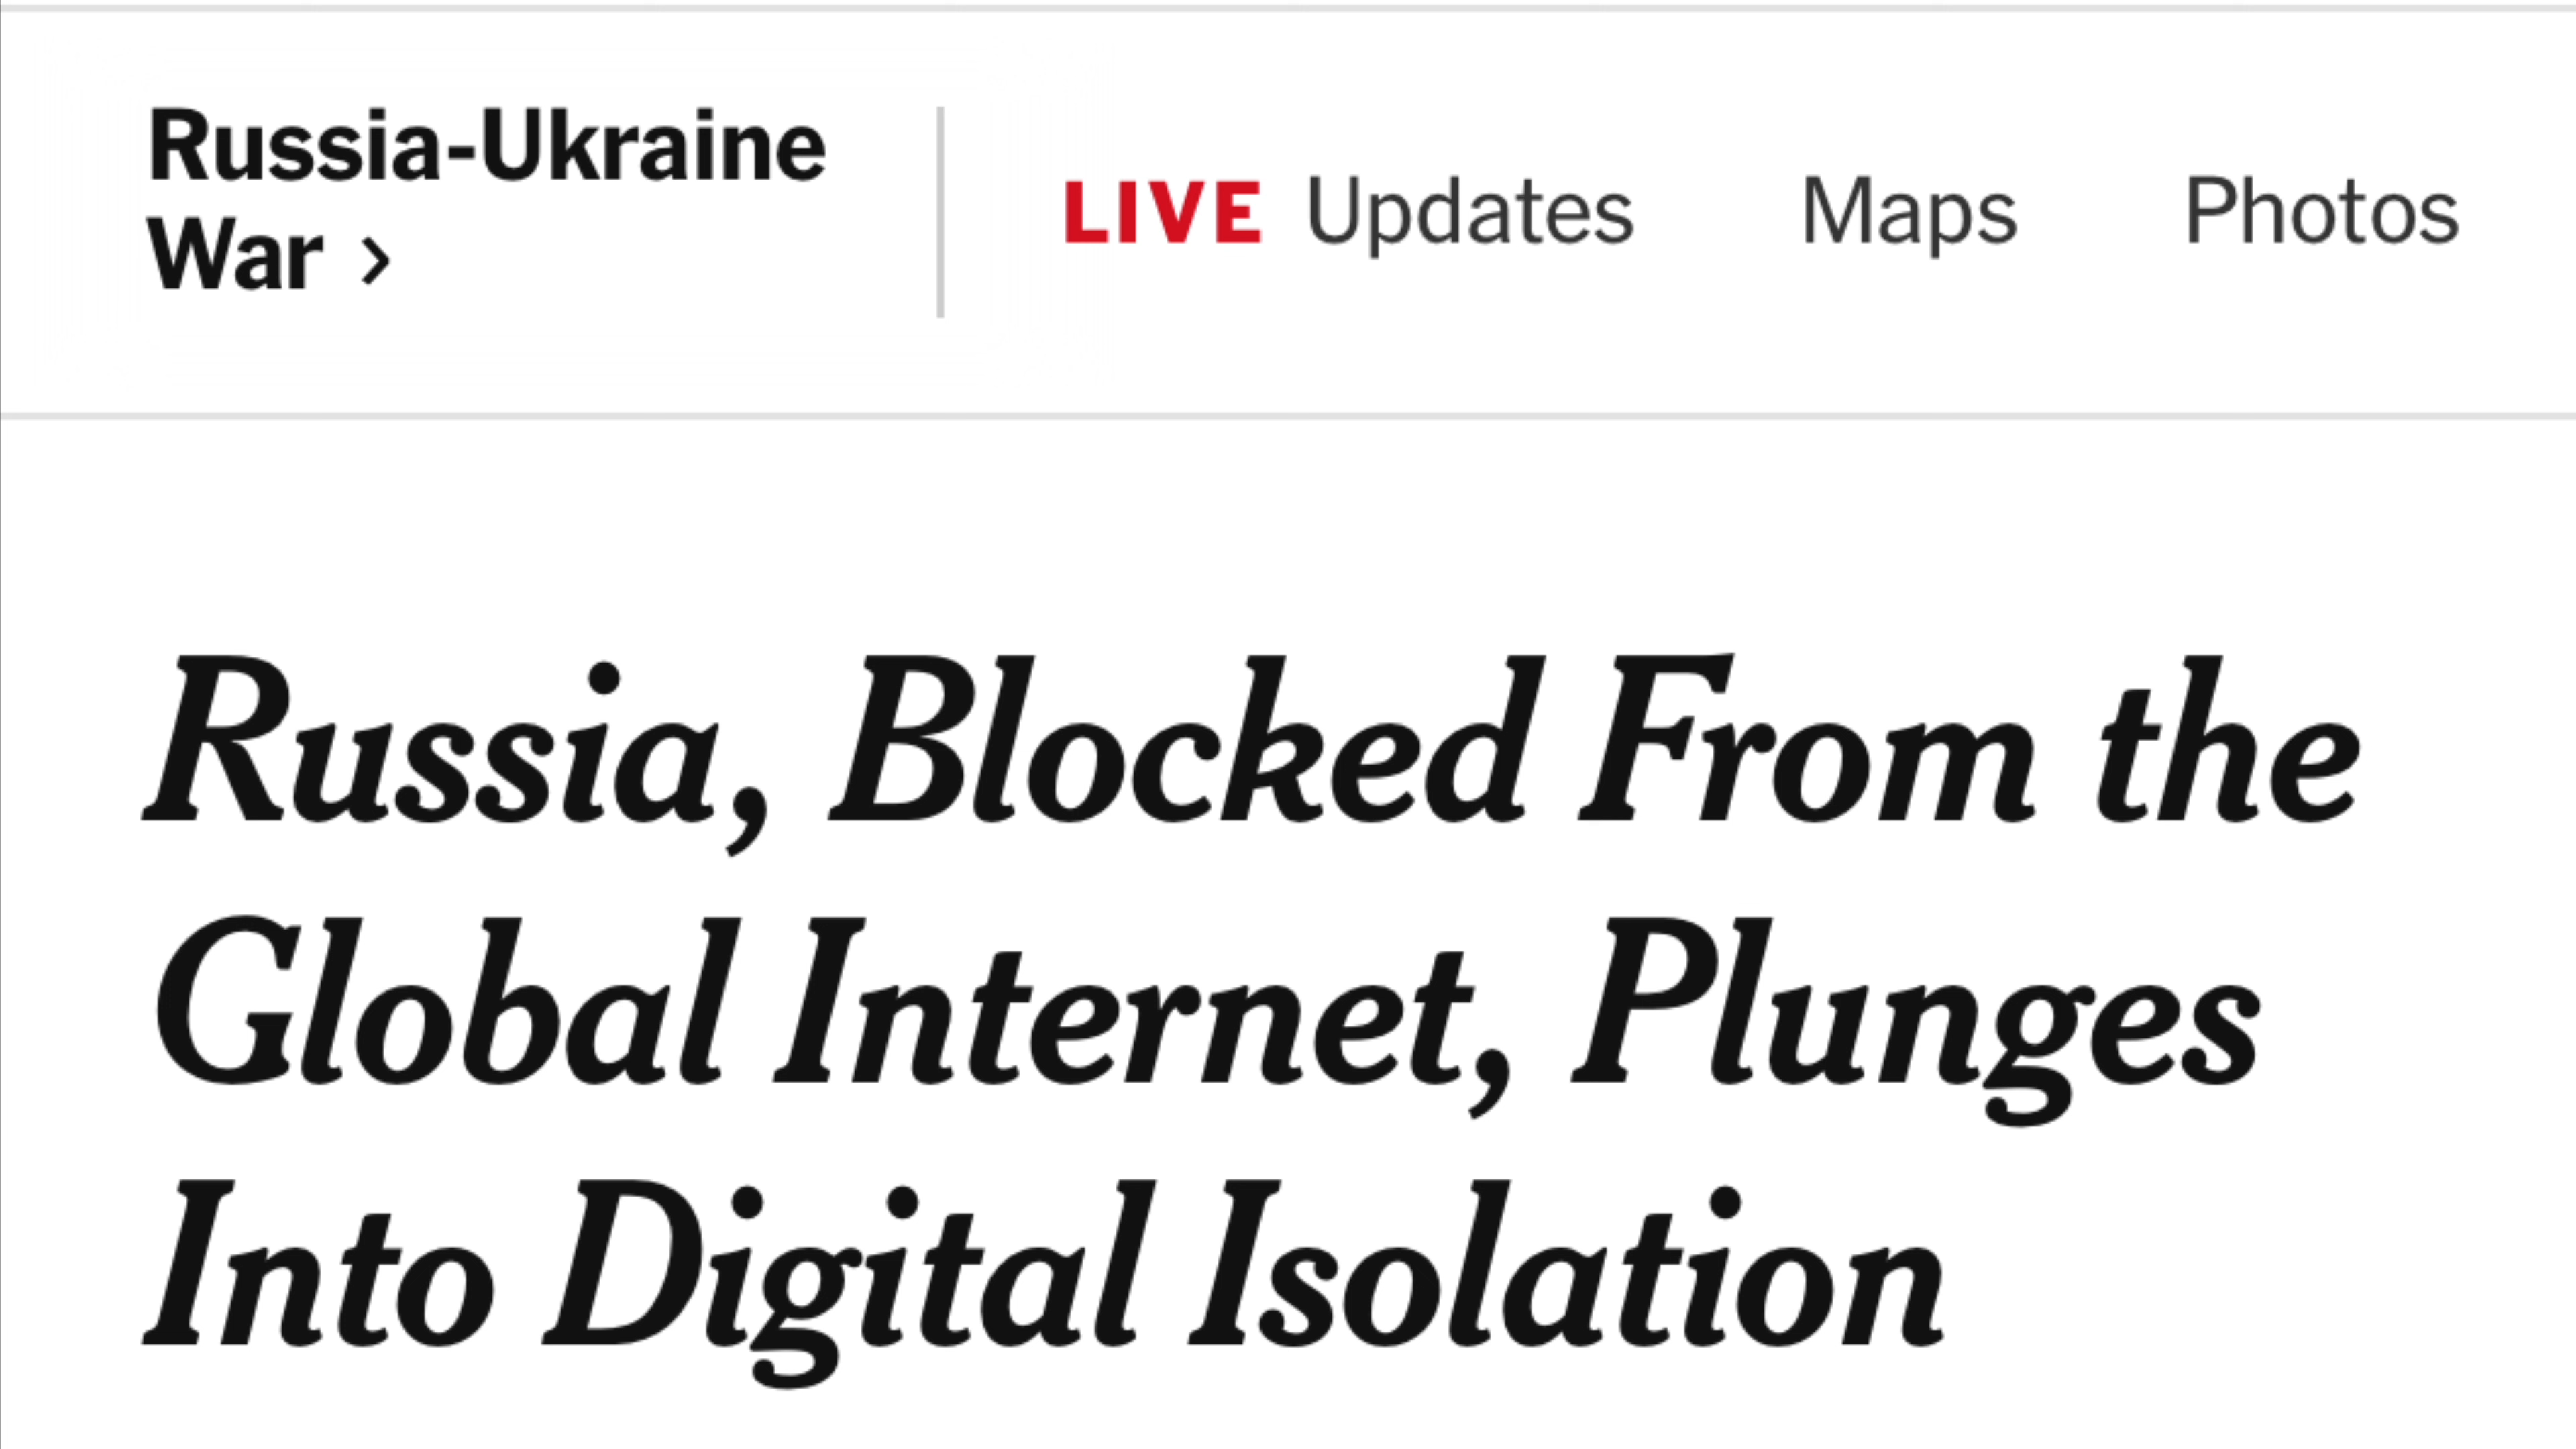 Russia-Ukraine
War >
LIVE Updates Maps Photos
Russia, Blocked From the
Global Internet, Plunges
Into Digital Isolation